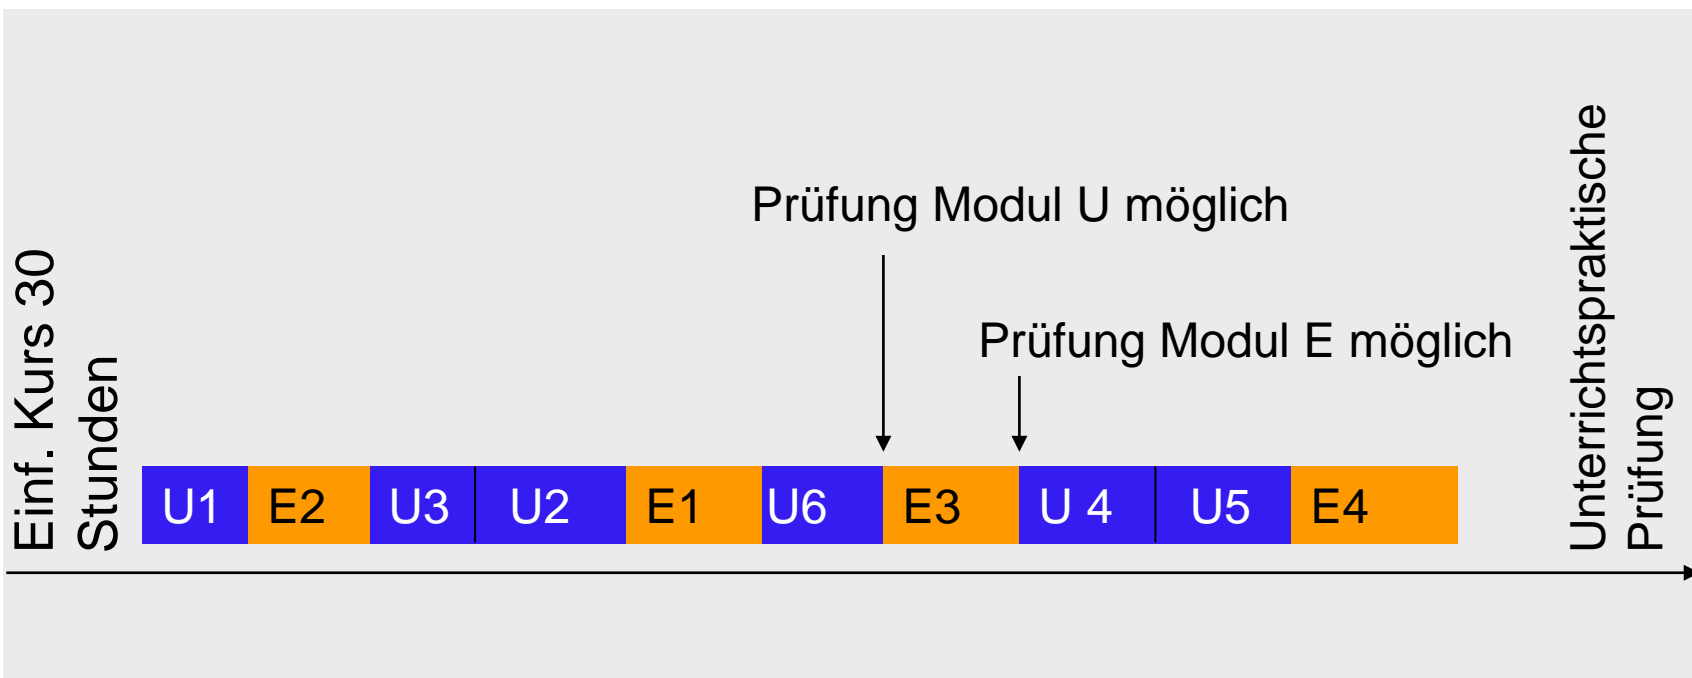 Einf. Kurs 30
Stunden
Prüfung Modul U möglich
Prüfung Modul E möglich
U1 E2 U3 U2 E1 U6 E3 U 4 U5 E4
Unterrichtspraktische
Prüfung